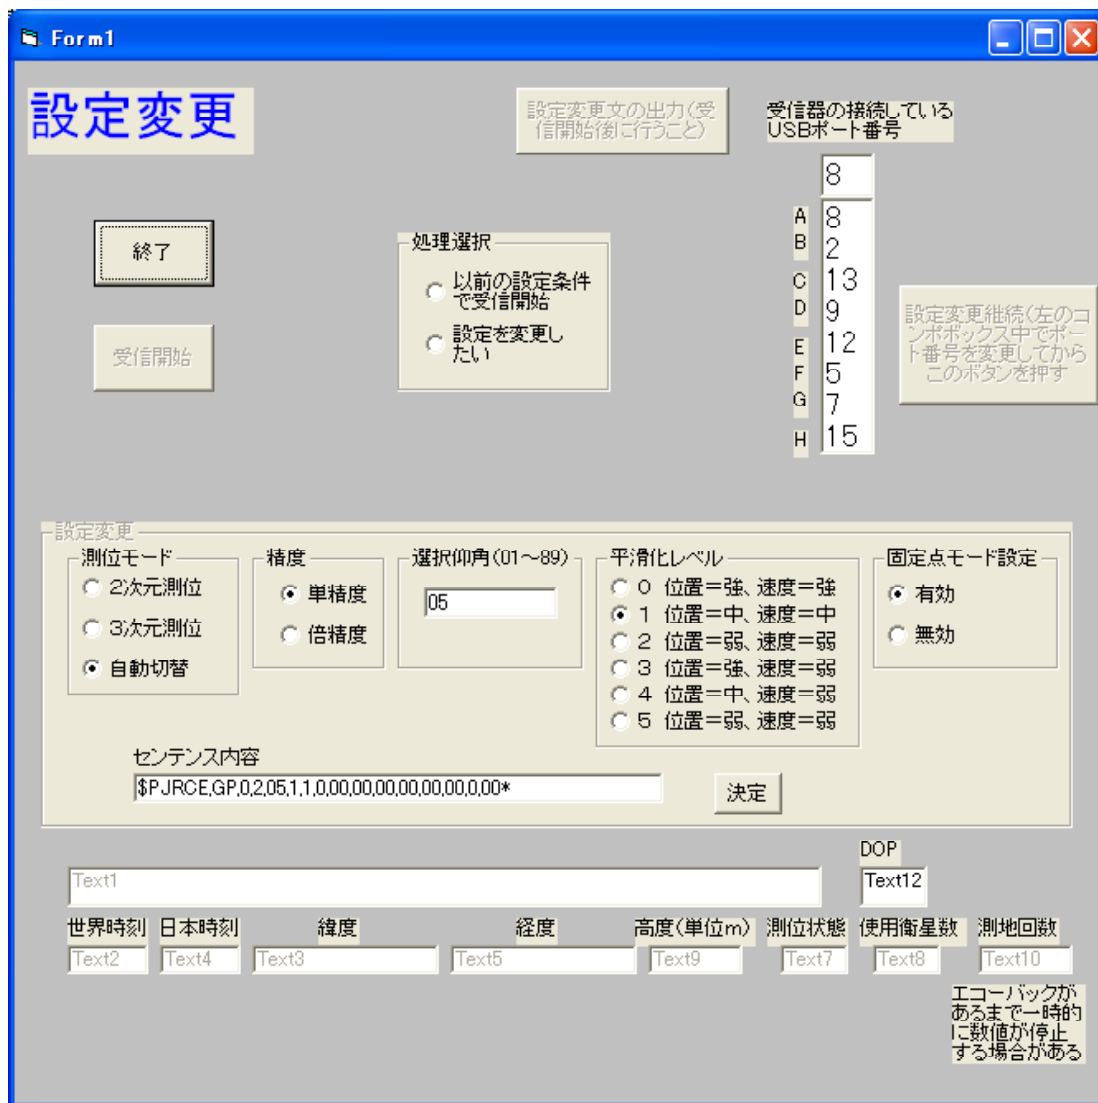 Form1
設定変更
設定変更文の出力(受
信開始後に行うこと)
受信器の接続している
USBポート番号
8
終了
受信開始
処理選択
以前の設定条件
で受信開始
設定を変更し
たい
A 8
B 2
C 13
D 9
E 12
F 5
G 7
H 15
設定変更継続(左のコ
ンボボックス中でポー
ト番号を変更してから
このボタンを押す
設定変更
測位モード
2次元測位
3次元測位
自動切替
精度
単精度
倍精度
選択仰角(01～89)
05
平滑化レベル
0 位置=強、速度=強
1 位置=中、速度=中
2 位置=弱、速度=弱
3 位置=強、速度=弱
4 位置=中、速度=弱
5 位置=弱、速度=弱
固定点モード設定
有効
無効
センテンス内容
$PJRCE,GP,0,2,05,1,1,0,00,00,00,00,00,00,0,00*
決定
DOP
Text1
Text12
世界時刻 日本時刻 緯度 経度 高度(単位m) 測位状態 使用衛星数 測地回数
Text2 Text4 Text3 Text5 Text9 Text7 Text8 Text10
エコーバックが
あるまで一時的
に数値が停止
する場合がある